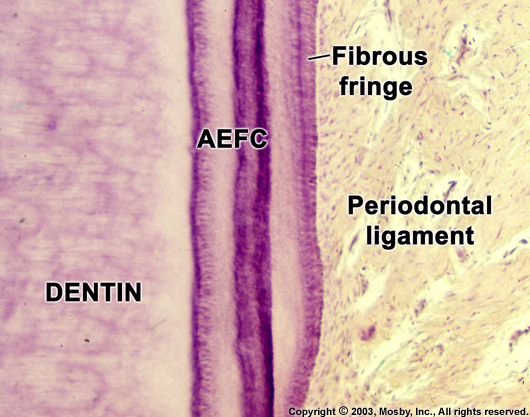 Fibrous
fringe
AEFC
Periodontal
ligament
DENTIN
Copyright © 2003, Mosby, Inc., All rights reserved.